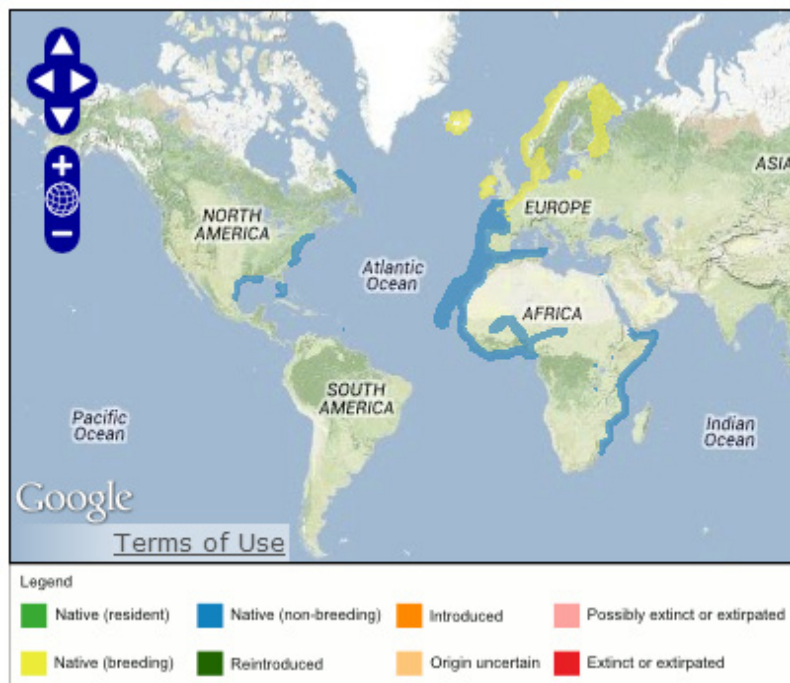 NORTH
AMERICA
EUROPE
ASIA
Atlantic
Ocean
AFRICA
SOUTH
AMERICA
Pacific
Ocean
Indian
Ocean
Google
Terms of Use
Legend
Native (resident)
Native (non-breeding)
Introduced
Possibly extinct or extirpated
Native (breeding)
Reintroduced
Origin uncertain
Extinct or extirpated